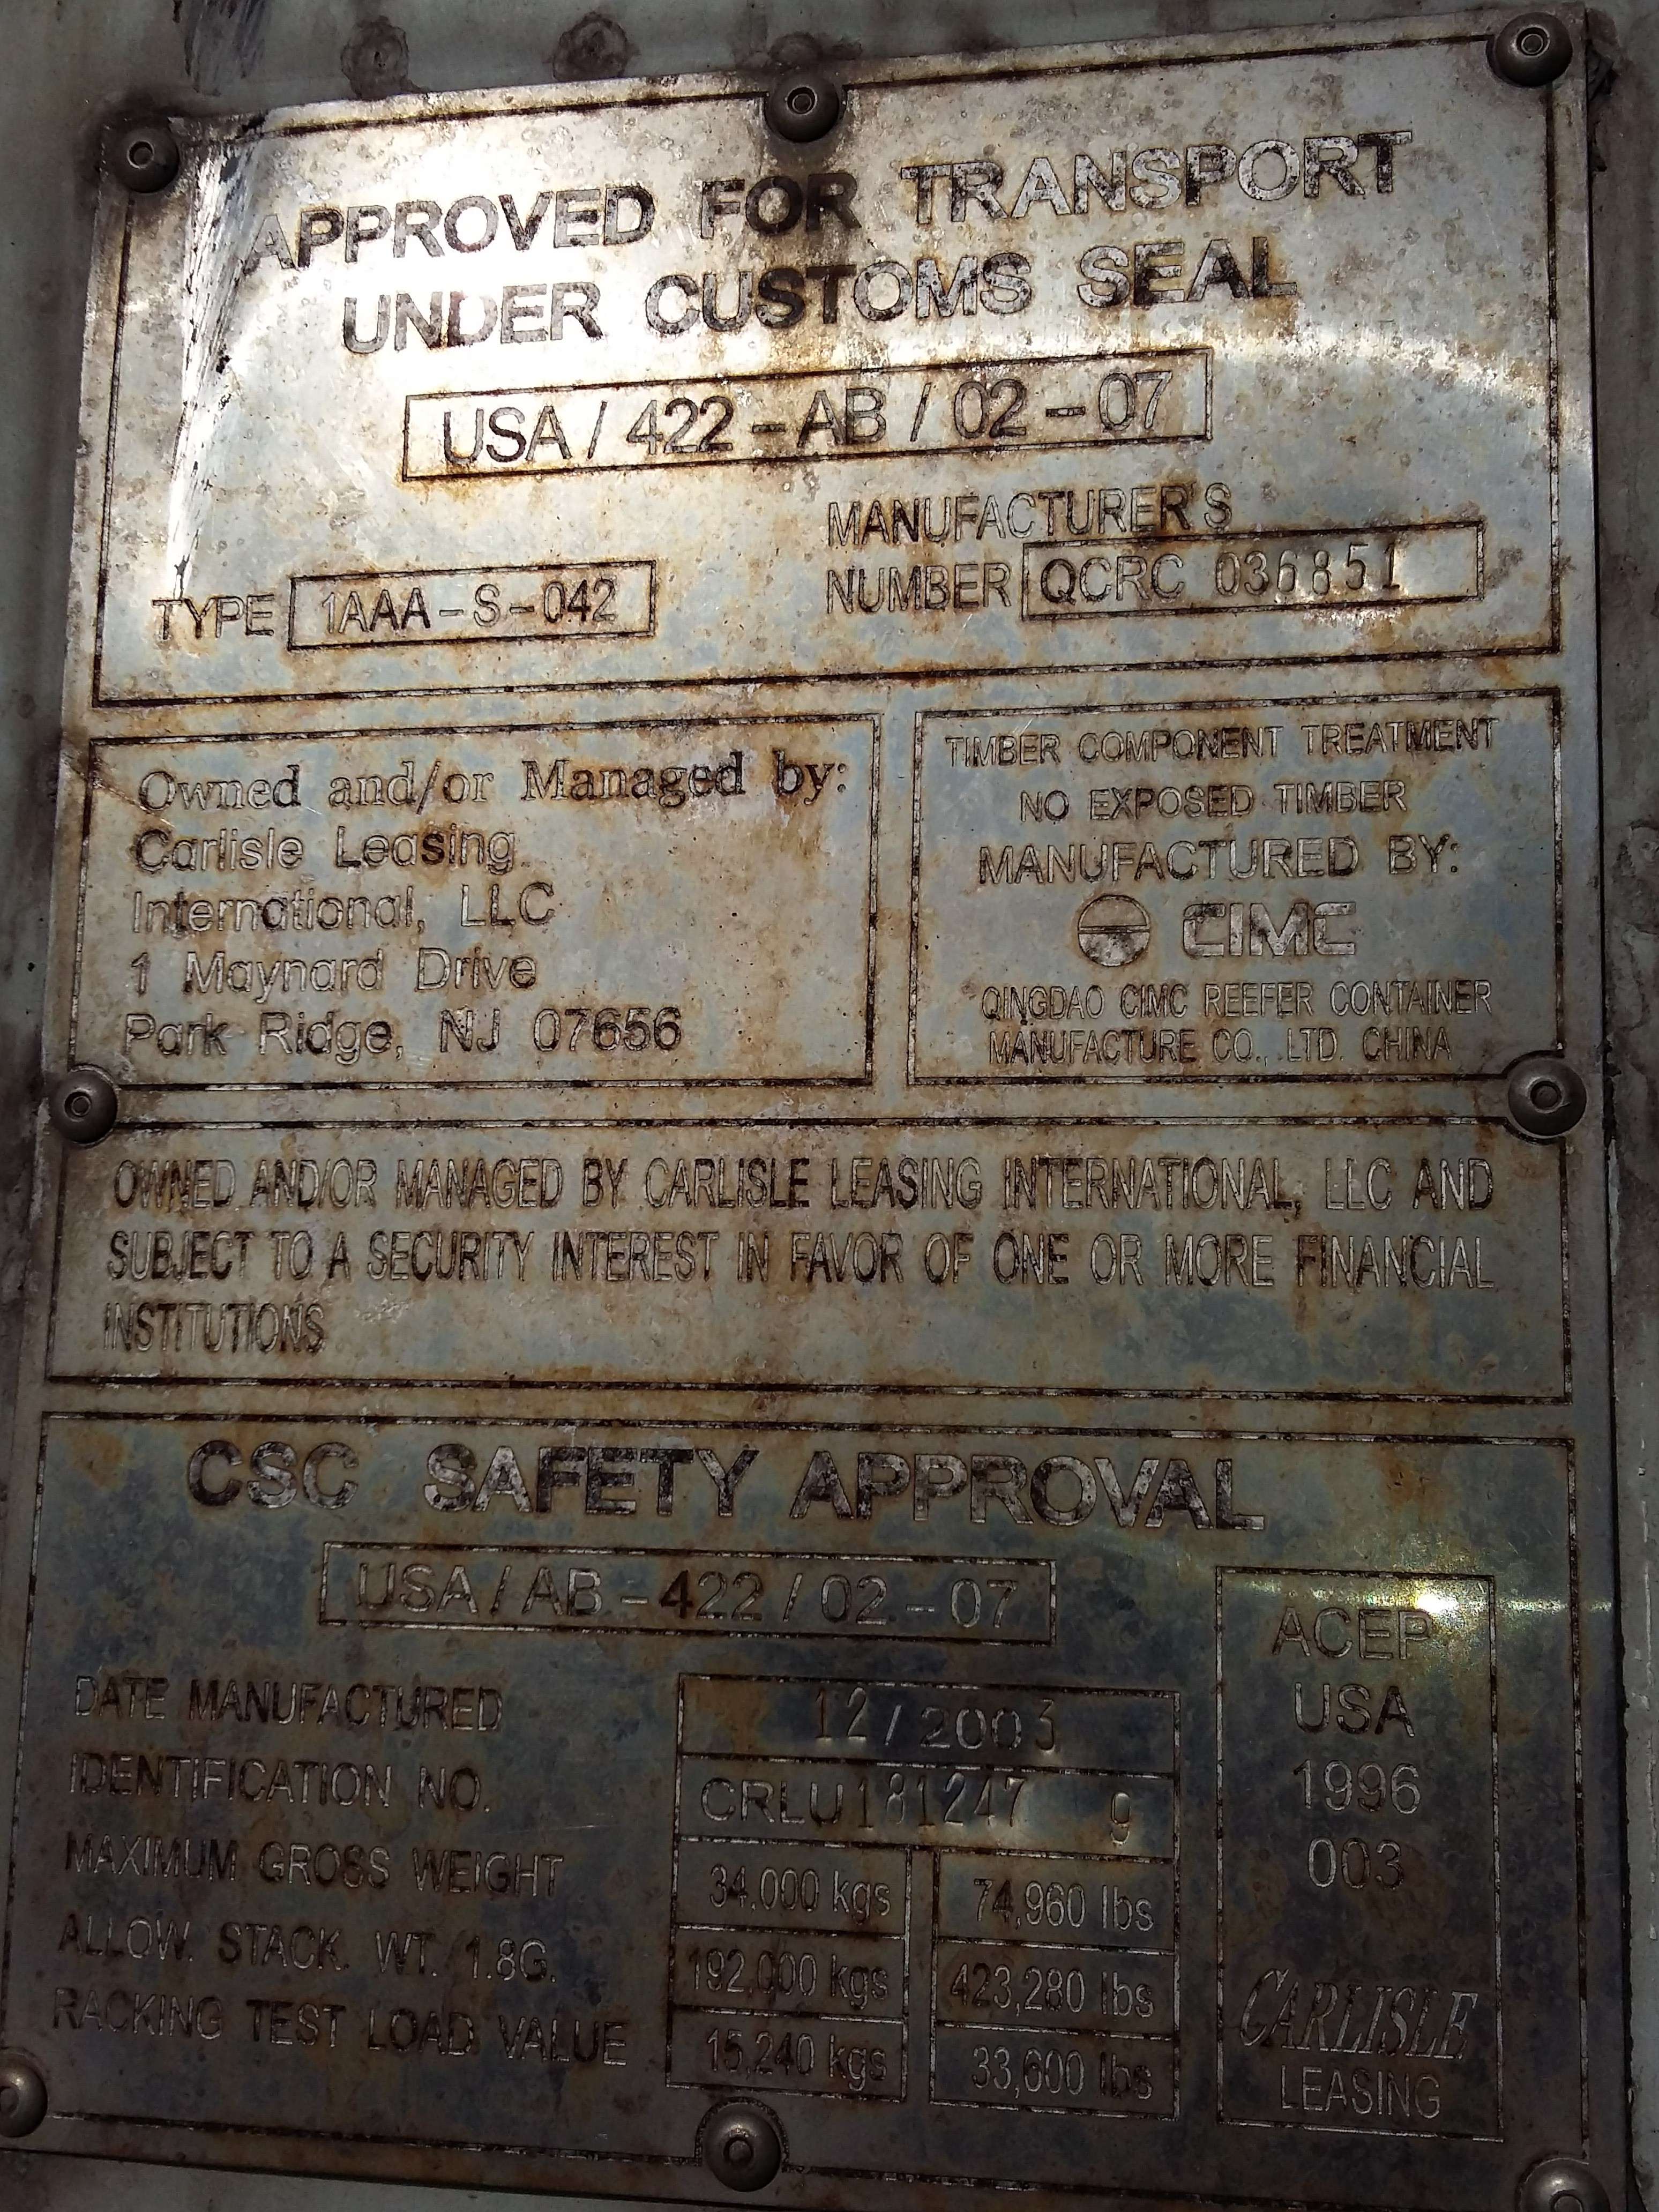 APPROVED FOR TRANSPORT
UNDER CUSTOMS SEAL
USA / 422 - AB / 02 - 07
MANUFACTURER'S
TYPE 1AAA - S - 042 NUMBER QCRC 036851
Owned and/or Managed by:
Carlisle Leasing
International, LLC
1 Maynard Drive
Park Ridge, NJ 07656
TIMBER COMPONENT TREATMENT
NO EXPOSED TIMBER
MANUFACTURED BY:
CIMC
QINGDAO CIMC REEFER CONTAINER
MANUFACTURE CO., LTD. CHINA
OWNED AND/OR MANAGED BY CARLISLE LEASING INTERNATIONAL, LLC AND
SUBJECT TO A SECURITY INTEREST IN FAVOR OF ONE OR MORE FINANCIAL
INSTITUTIONS
CSC SAFETY APPROVAL
USA / AB - 422 / 02 - 07
DATE MANUFACTURED 12/2003
IDENTIFICATION NO. CRLU181247 9
MAXIMUM GROSS WEIGHT 34.000 kgs 74,960 lbs
ALLOW. STACK. WT. 1.8G. 192,000 kgs 423,280 lbs
RACKING TEST LOAD VALUE 15,240 kgs 33,600 lbs
ACEP
USA
1996
003
CARLISLE
LEASING